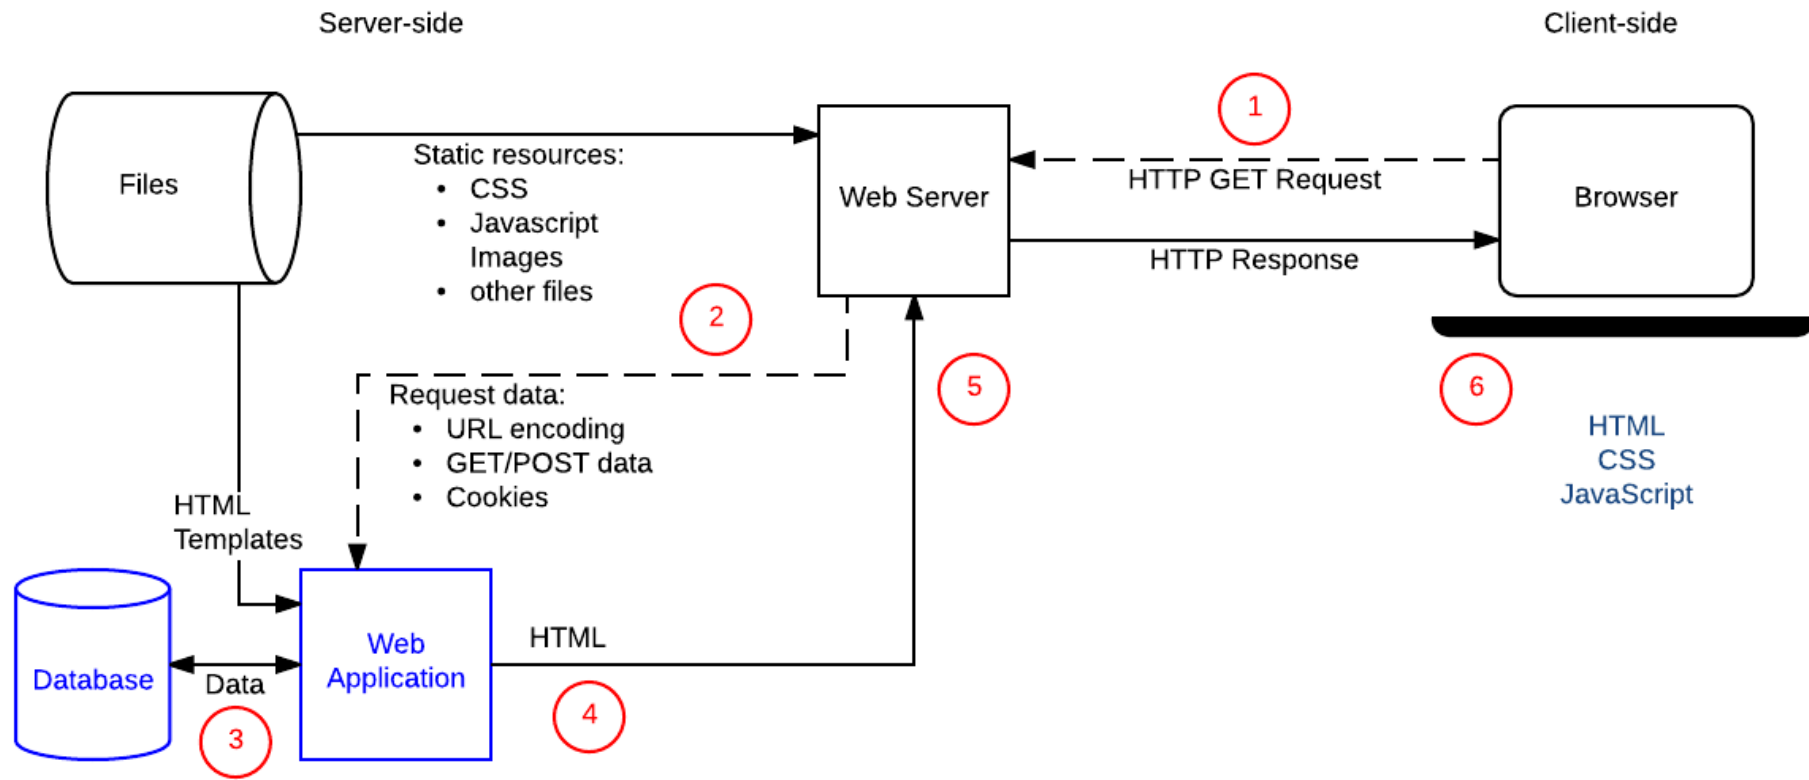 Server-side
Client-side
Files
Static resources:
• CSS
• Javascript
Images
• other files
Web Server
1
HTTP GET Request
HTTP Response
Browser
2
Request data:
• URL encoding
• GET/POST data
• Cookies
5
6
HTML
CSS
JavaScript
HTML
Templates
Database
Data
3
Web
Application
HTML
4